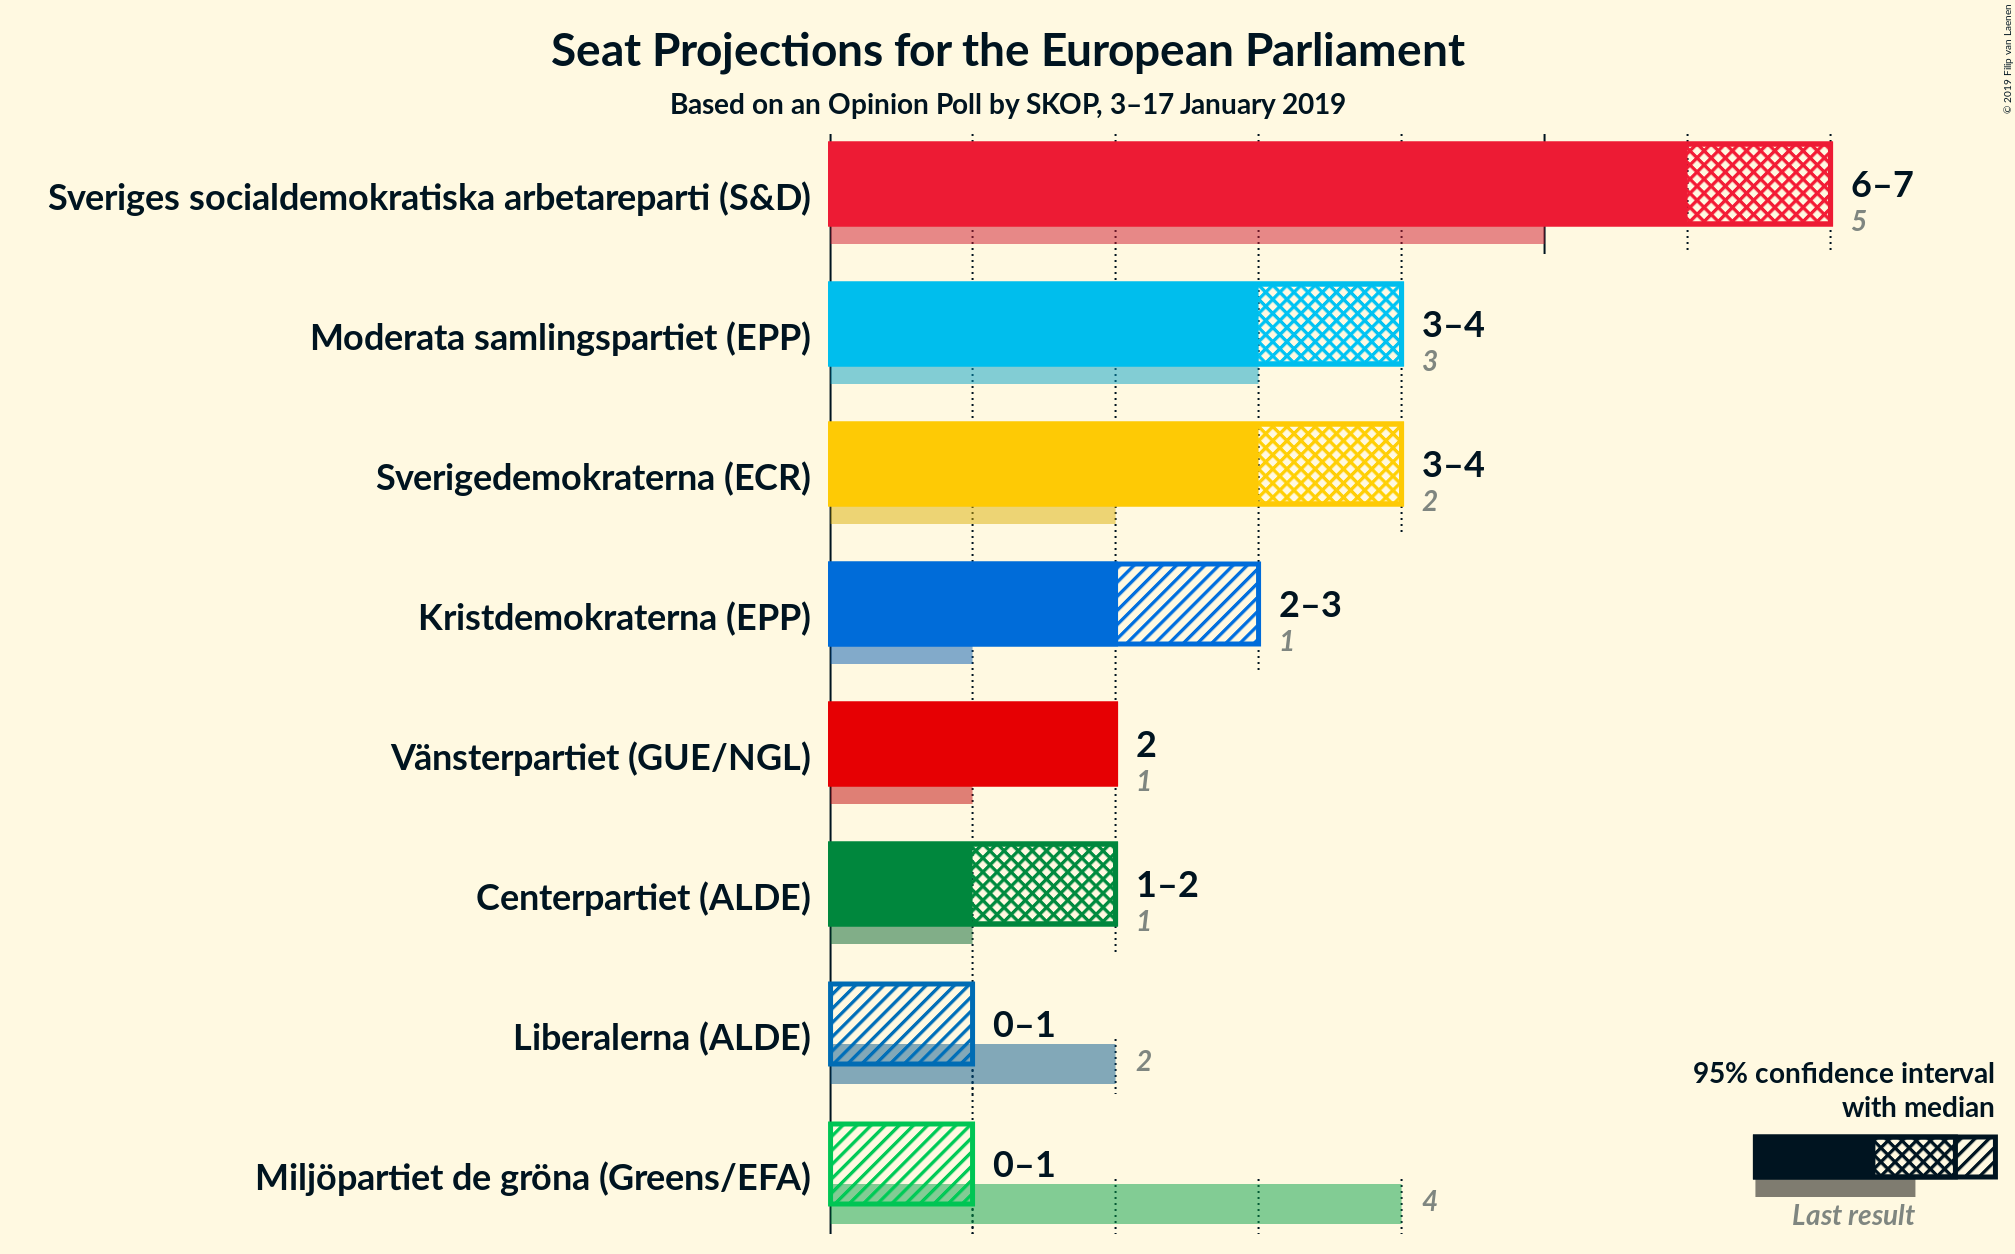 Seat Projections for the European Parliament
Based on an Opinion Poll by SKOP, 3–17 January 2019
© 2019 Filip van Laenen
Sveriges socialdemokratiska arbetareparti (S&D)
6–7
5
Moderata samlingspartiet (EPP)
3–4
3
Sverigedemokraterna (ECR)
3–4
2
Kristdemokraterna (EPP)
2–3
1
Vänsterpartiet (GUE/NGL)
2
1
Centerpartiet (ALDE)
1–2
1
Liberalerna (ALDE)
0–1
2
Miljöpartiet de gröna (Greens/EFA)
0–1
4
95% confidence interval
with median
Last result